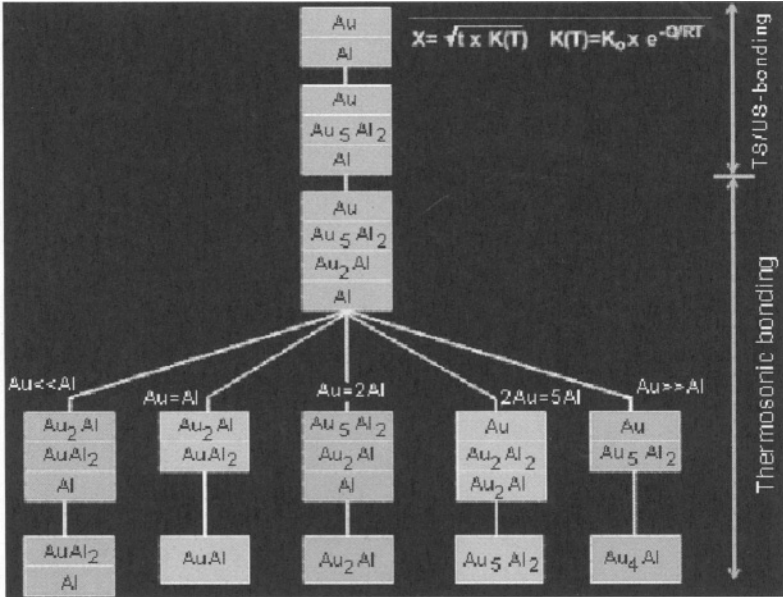 Au
X= √t x K(T) K(T)=K₀ x e^-Q/RT
Al
TS/US-bonding
Au
Au₅Al₂
Al
Au
Au₅Al₂
Au₂Al
Al
Thermosonic bonding
Au<<Al
Au=Al
Au=2Al
2Au=5Al
Au>>Al
Au₂Al
AuAl₂
Al
Au₂Al
AuAl₂
Au₅Al₂
Au₂Al
Al
Au
Au₂Al₂
Au₂Al
Au
Au₅Al₂
AuAl₂
Al
AuAl
Au₂Al
Au₅Al₂
Au₄Al